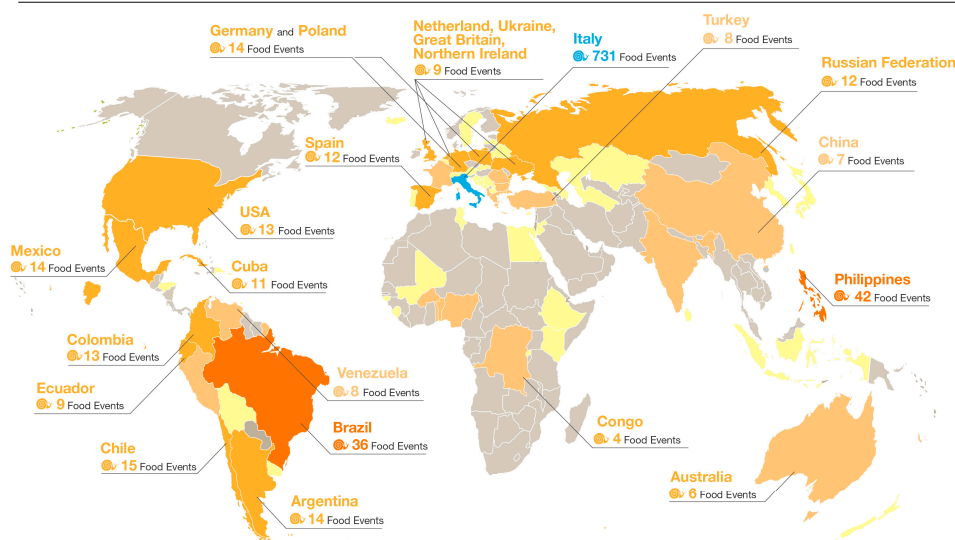 Germany and Poland
14 Food Events
Netherland, Ukraine,
Great Britain,
Northern Ireland
9 Food Events
Italy
731 Food Events
Turkey
8 Food Events
Russian Federation
12 Food Events
Spain
12 Food Events
China
7 Food Events
USA
13 Food Events
Mexico
14 Food Events
Cuba
11 Food Events
Philippines
42 Food Events
Colombia
13 Food Events
Venezuela
8 Food Events
Ecuador
9 Food Events
Brazil
36 Food Events
Congo
4 Food Events
Chile
15 Food Events
Australia
6 Food Events
Argentina
14 Food Events